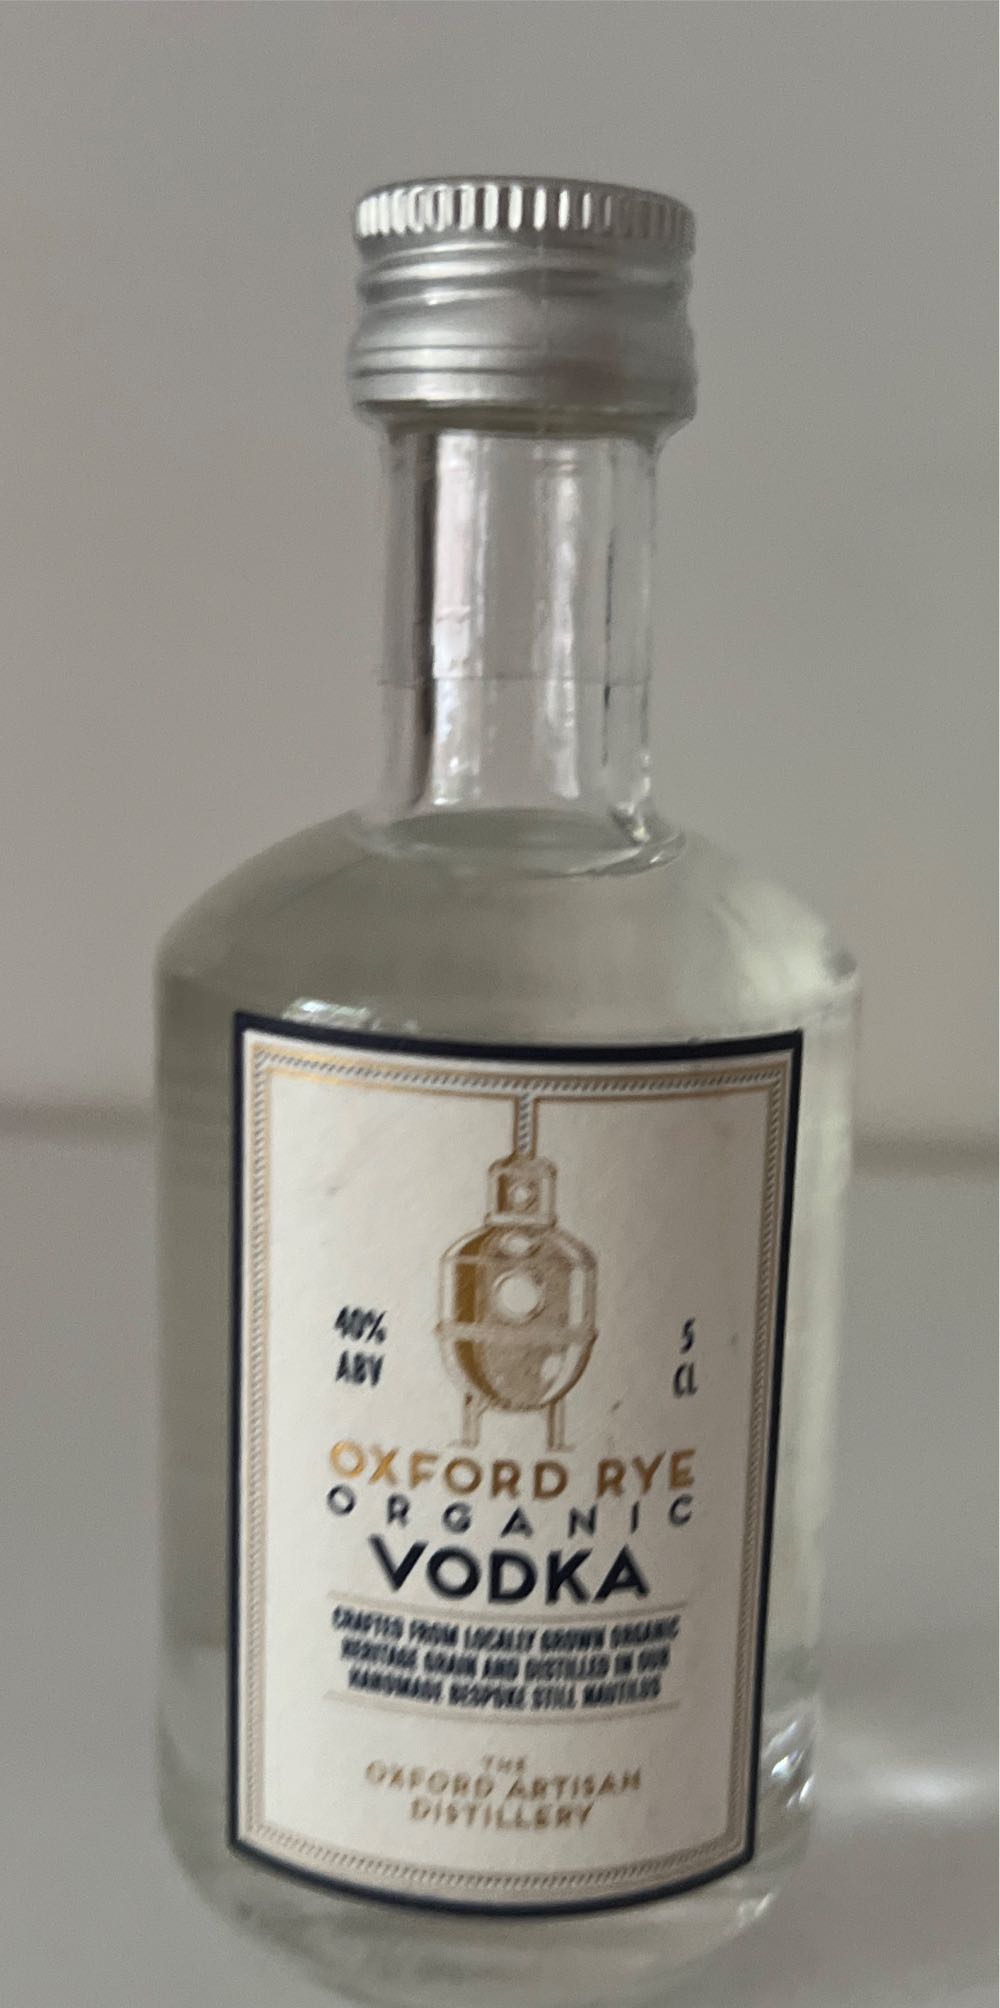 40%
ABV
5
CL
OXFORD RYE
ORGANIC
VODKA
CRAFTED FROM LOCALLY GROWN ORGANIC
HERITAGE GRAIN AND DISTILLED IN OUR
HANDMADE BESPOKE STILL NAUTILUS
THE
OXFORD ARTISAN
DISTILLERY